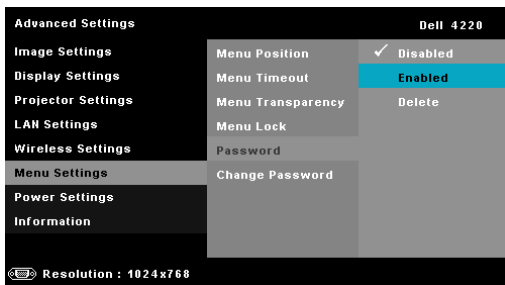 Advanced Settings
Dell 4220
Image Settings
Display Settings
Projector Settings
LAN Settings
Wireless Settings
Menu Settings
Power Settings
Information
Menu Position
Menu Timeout
Menu Transparency
Menu Lock
Password
Change Password
✓ Disabled
Enabled
Delete
Resolution : 1024x768